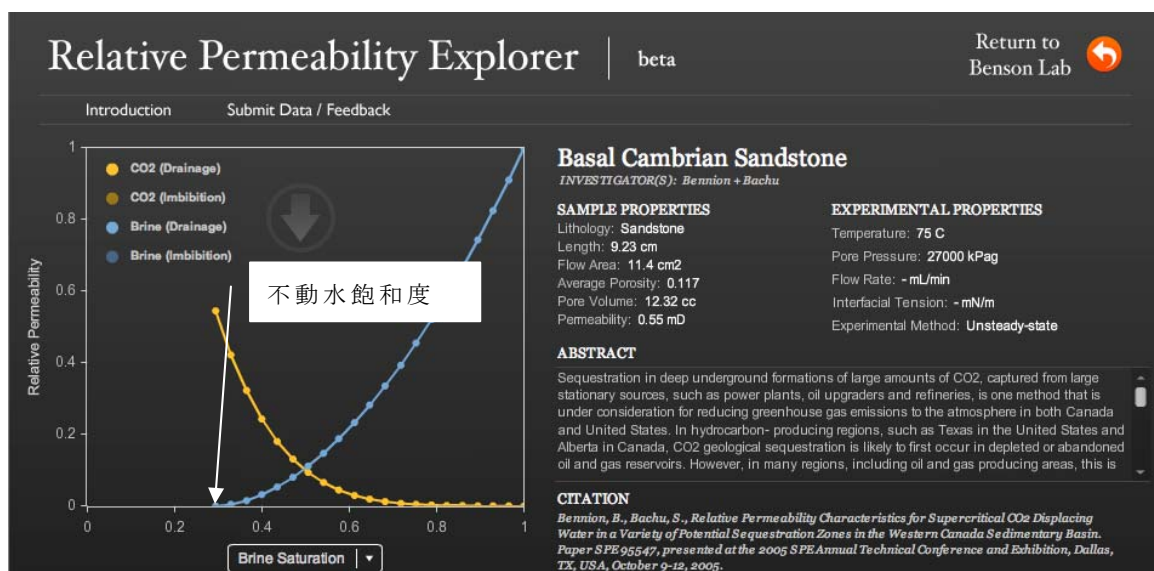 Relative Permeability Explorer
beta
Return to
Benson Lab
Introduction
Submit Data / Feedback
CO2 (Drainage)
CO2 (Imbibition)
Brine (Drainage)
Brine (Imbibition)
不動水飽和度
Relative Permeability
1
0.8
0.6
0.4
0.2
0
0
0.2
0.4
0.6
0.8
1
Brine Saturation
Basal Cambrian Sandstone
INVESTIGATOR(S): Bennion + Bachu
SAMPLE PROPERTIES
Lithology: Sandstone
Length: 9.23 cm
Flow Area: 11.4 cm2
Average Porosity: 0.117
Pore Volume: 12.32 cc
Permeability: 0.55 mD
EXPERIMENTAL PROPERTIES
Temperature: 75 C
Pore Pressure: 27000 kPag
Flow Rate: - mL/min
Interfacial Tension: - mN/m
Experimental Method: Unsteady-state
ABSTRACT
Sequestration in deep underground formations of large amounts of CO2, captured from large
stationary sources, such as power plants, oil upgraders and refineries, is one method that is
under consideration for reducing greenhouse gas emissions to the atmosphere in both Canada
and United States. In hydrocarbon- producing regions, such as Texas in the United States and
Alberta in Canada, CO2 geological sequestration is likely to first occur in depleted or abandoned
oil and gas reservoirs. However, in many regions, including oil and gas producing areas, this is
CITATION
Bennion, B., Bachu, S., Relative Permeability Characteristics for Supercritical CO2 Displacing
Water in a Variety of Potential Sequestration Zones in the Western Canada Sedimentary Basin.
Paper SPE 95547, presented at the 2005 SPE Annual Technical Conference and Exhibition, Dallas,
TX, USA, October 9-12, 2005.